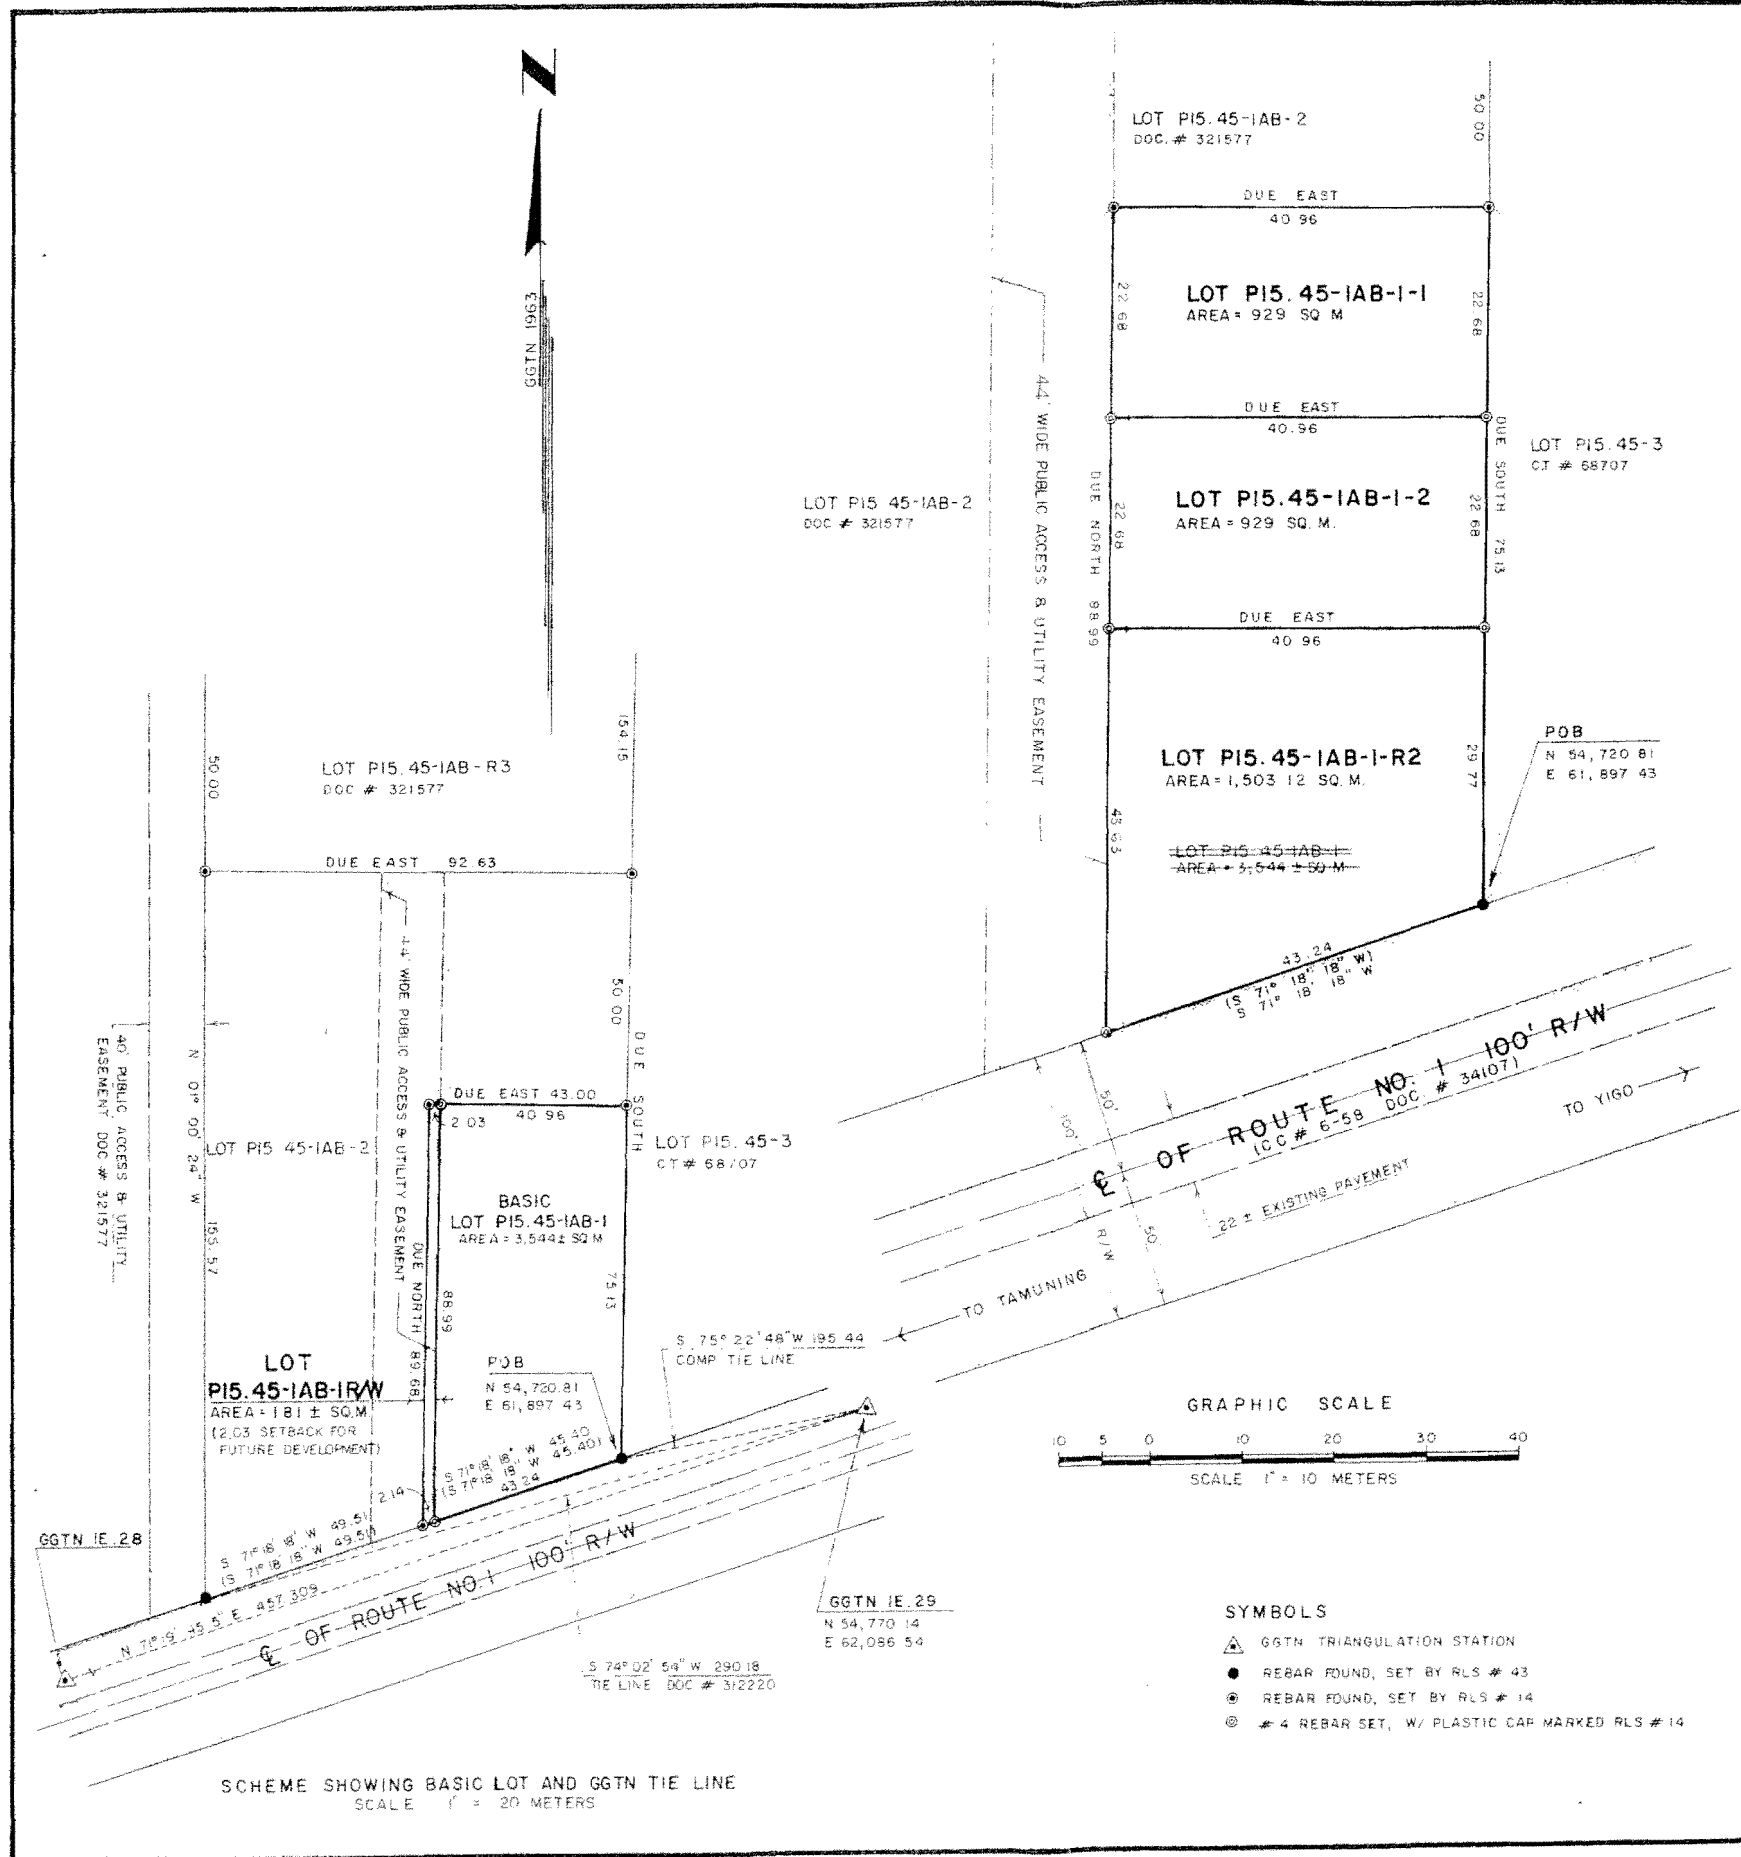 N
GGTN 1963
LOT P15.45-1AB-2
DOC. # 321577
50 00
DUE EAST
40 96
22 68
LOT P15.45-1AB-1-1
AREA = 929 SQ M
22 68
DUE EAST
40.96
LOT P15.45-3
CT # 68707
LOT P15 45-1AB-2
DOC # 321577
44' WIDE PUBLIC ACCESS & UTILITY EASEMENT
DUE NORTH 88.99
22 68
LOT P15.45-1AB-1-2
AREA = 929 SQ. M.
22 68
DUE SOUTH 75.13
DUE EAST
40 96
LOT P15.45-1AB-1-R2
AREA = 1,503 12 SQ. M.
43 63
29 77
LOT P15 45-1AB-1
AREA = 3,544 ± SQ M
POB
N 54,720 81
E 61,897 43
43.24
(S 71° 18' 18" W)
S 71° 18' 18" W
50'
100'
R/W
50'
℄ OF ROUTE NO. 1 100' R/W
(CC # 6-58 DOC # 34107)
TO YIGO
22 ± EXISTING PAVEMENT
TO TAMUNING
50 00
LOT P15.45-1AB-R3
DOC # 321577
154.15
DUE EAST 92.63
44' WIDE PUBLIC ACCESS & UTILITY EASEMENT
50 00
DUE SOUTH
40' PUBLIC ACCESS & UTILITY
EASEMENT DOC # 321577
N 01° 00' 24" W
155.57
LOT P15 45-1AB-2
DUE EAST 43.00
2 03
40 96
LOT P15.45-3
CT # 68707
BASIC
LOT P15.45-1AB-1
AREA = 3,544± SQ M
DUE NORTH 89.68
88.99
75.13
LOT
P15.45-1AB-1R/W
AREA = 181 ± SQ.M.
(2.03 SETBACK FOR
FUTURE DEVELOPMENT)
POB
N 54,720.81
E 61,897 43
S 75° 22' 48" W 195 44
COMP TIE LINE
S 71° 18' 18" W 45.40
(S 71° 18' 18" W 45.40)
43.24
2.14
S 71° 18' 18" W 49.51
(S 71° 18' 18" W 49.51)
GGTN 1E.28
N 71° 19' 45.5" E 457.309
℄ OF ROUTE NO. 1 100' R/W
GGTN 1E.29
N 54,770 14
E 62,086 54
S 74° 02' 54" W 290 18
TIE LINE DOC # 312220
GRAPHIC SCALE
10 5 0 10 20 30 40
SCALE 1" = 10 METERS
SYMBOLS
GGTN TRIANGULATION STATION
REBAR FOUND, SET BY RLS # 43
REBAR FOUND, SET BY RLS # 14
# 4 REBAR SET, W/ PLASTIC CAP MARKED RLS # 14
SCHEME SHOWING BASIC LOT AND GGTN TIE LINE
SCALE 1" = 20 METERS